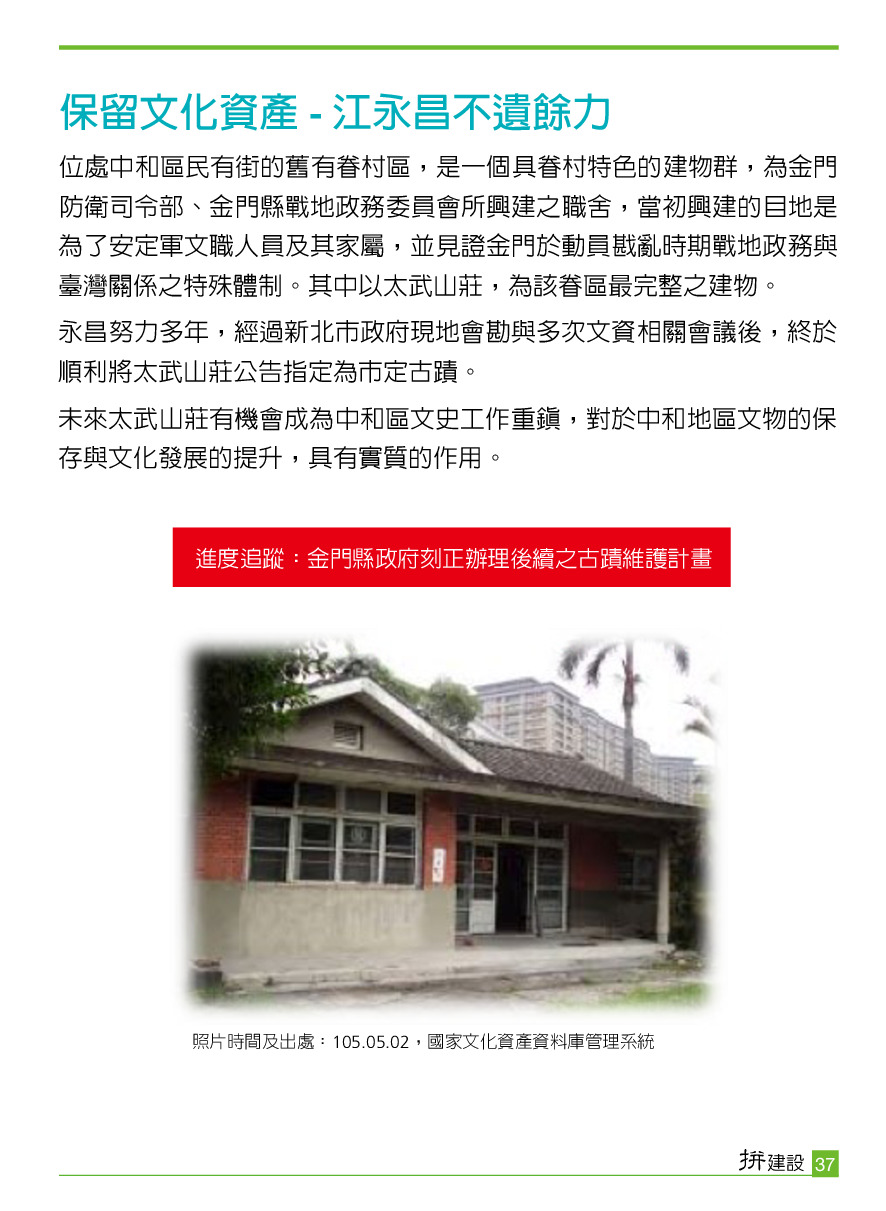 保留文化資產 - 江永昌不遺餘力
位處中和區民有街的舊有眷村區，是一個具眷村特色的建物群，為金門
防衛司令部、金門縣戰地政務委員會所興建之職舍，當初興建的目地是
為了安定軍文職人員及其家屬，並見證金門於動員戡亂時期戰地政務與
臺灣關係之特殊體制。其中以太武山莊，為該眷區最完整之建物。
永昌努力多年，經過新北市政府現地會勘與多次文資相關會議後，終於
順利將太武山莊公告指定為市定古蹟。
未來太武山莊有機會成為中和區文史工作重鎮，對於中和地區文物的保
存與文化發展的提升，具有實質的作用。
進度追蹤：金門縣政府刻正辦理後續之古蹟維護計畫
照片時間及出處：105.05.02，國家文化資產資料庫管理系統
拚建設 37